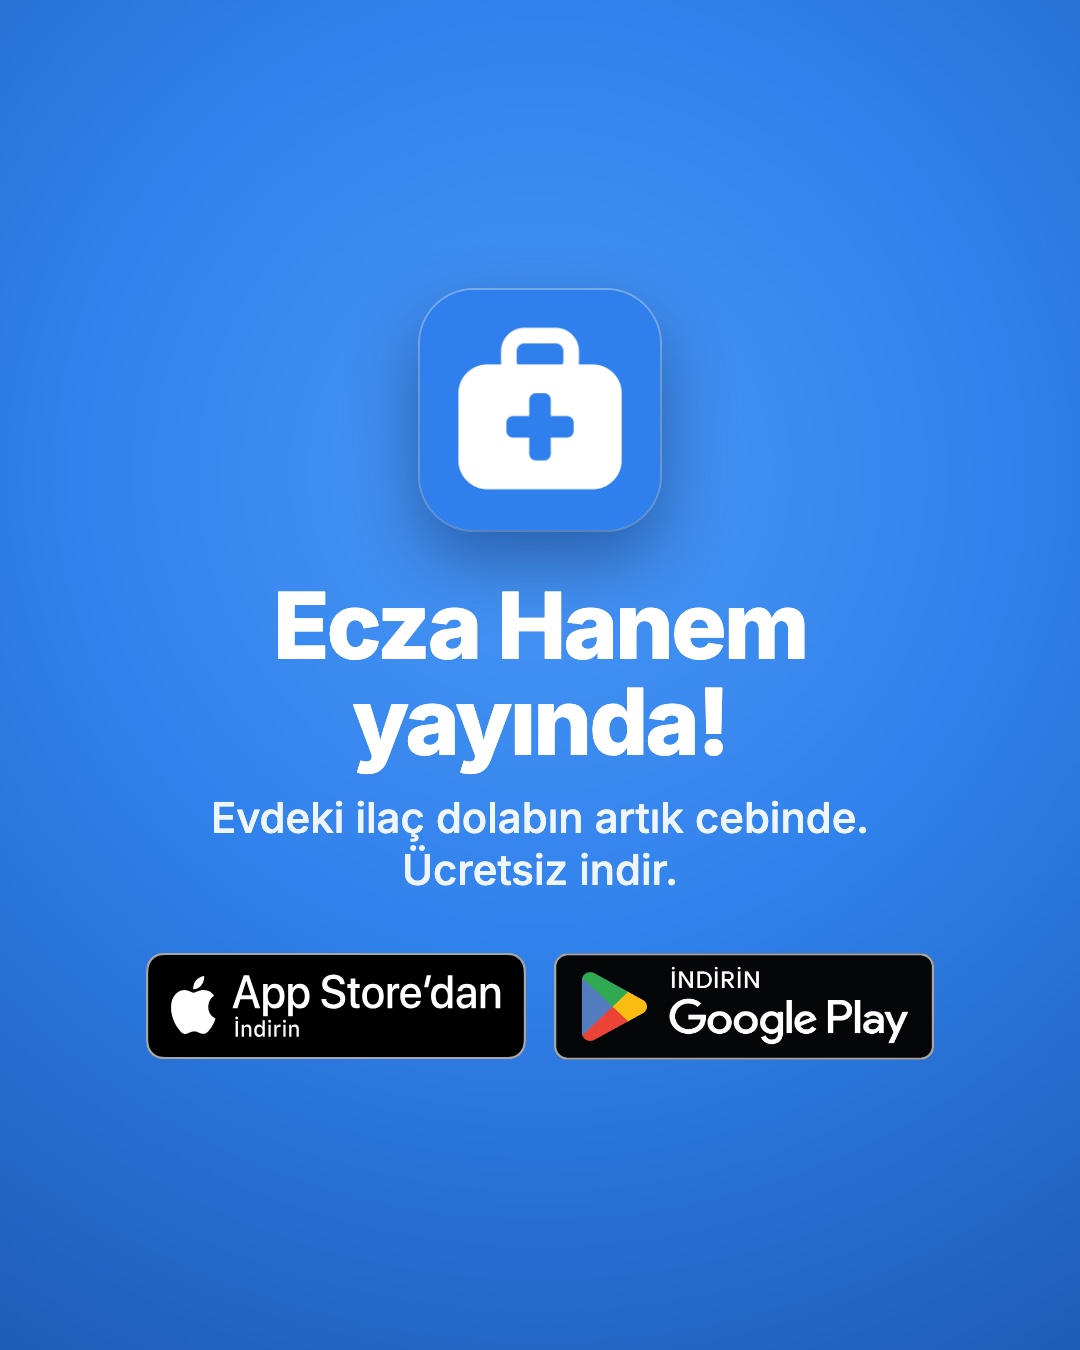 Ecza Hanem
yayında!
Evdeki ilaç dolabın artık cebinde.
Ücretsiz indir.
App Store’dan
İndirin
İNDİRİN
Google Play